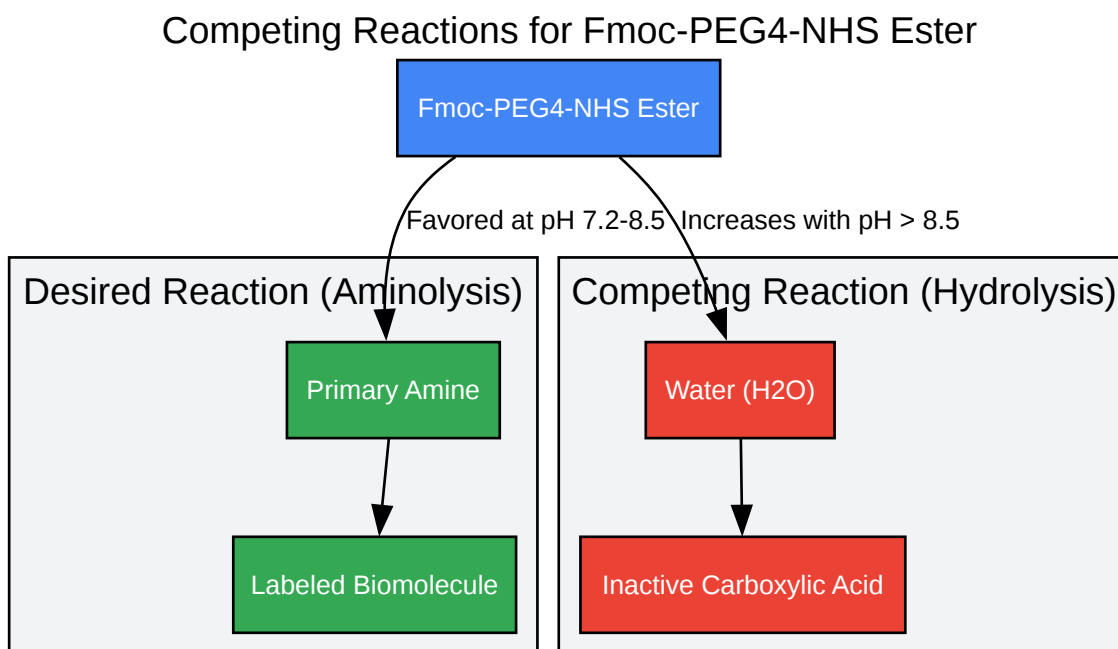 Competing Reactions for Fmoc-PEG4-NHS Ester
Fmoc-PEG4-NHS Ester
Favored at pH 7.2-8.5
Increases with pH > 8.5
Desired Reaction (Aminolysis)
Competing Reaction (Hydrolysis)
Primary Amine
Water (H2O)
Labeled Biomolecule
Inactive Carboxylic Acid